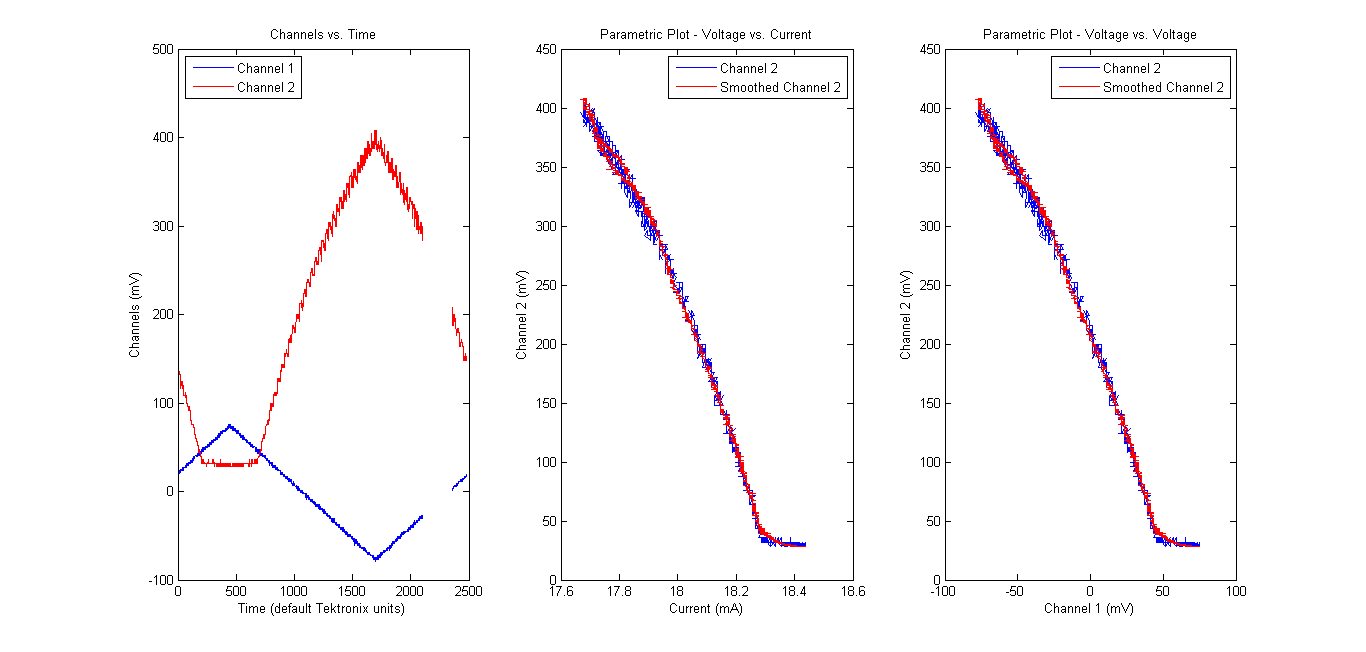 Channels vs. Time
500
400
300
200
100
0
-100
0
500
1000
1500
2000
2500
Channels (mV)
Time (default Tektronix units)
Channel 1
Channel 2
Parametric Plot - Voltage vs. Current
450
400
350
300
250
200
150
100
50
0
17.6
17.8
18
18.2
18.4
18.6
Channel 2 (mV)
Current (mA)
Channel 2
Smoothed Channel 2
Parametric Plot - Voltage vs. Voltage
450
400
350
300
250
200
150
100
50
0
-100
-50
0
50
100
Channel 2 (mV)
Channel 1 (mV)
Channel 2
Smoothed Channel 2